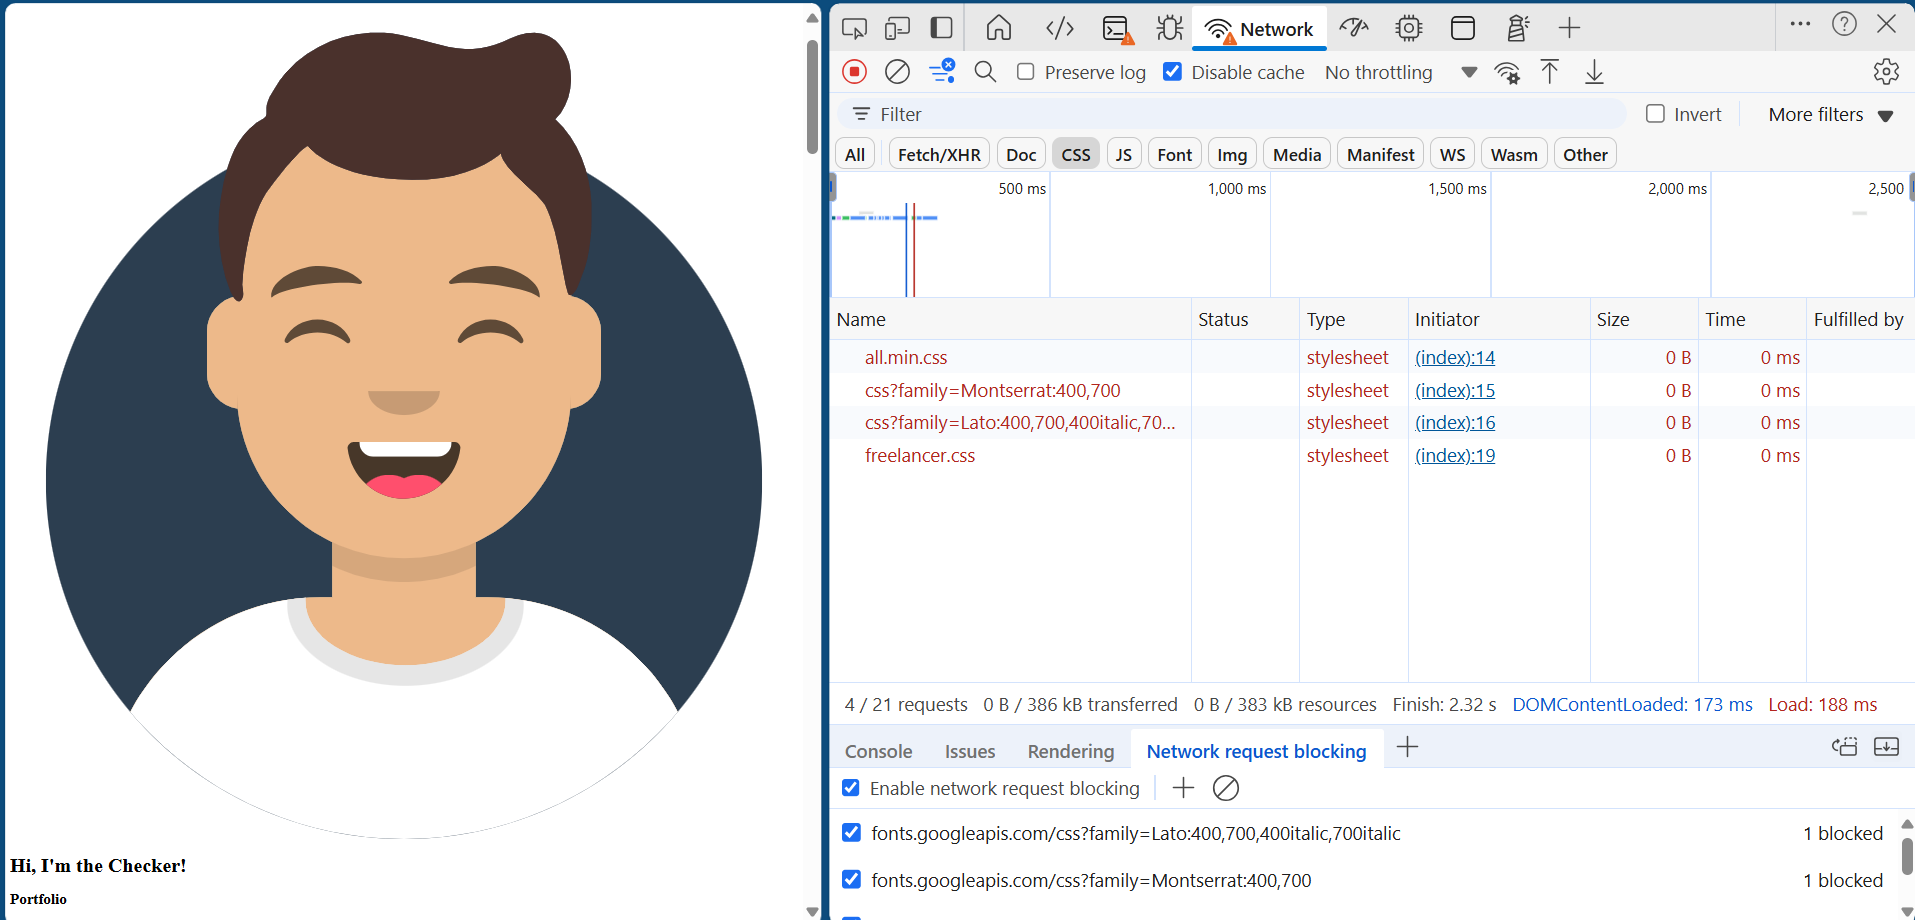 Hi, I'm the Checker!
Portfolio
Network
Preserve log Disable cache No throttling
Filter Invert More filters
All Fetch/XHR Doc CSS JS Font Img Media Manifest WS Wasm Other
500 ms 1,000 ms 1,500 ms 2,000 ms 2,500
Name Status Type Initiator Size Time Fulfilled by
all.min.css stylesheet (index):14 0 B 0 ms
css?family=Montserrat:400,700 stylesheet (index):15 0 B 0 ms
css?family=Lato:400,700,400italic,70... stylesheet (index):16 0 B 0 ms
freelancer.css stylesheet (index):19 0 B 0 ms
4 / 21 requests 0 B / 386 kB transferred 0 B / 383 kB resources Finish: 2.32 s DOMContentLoaded: 173 ms Load: 188 ms
Console Issues Rendering Network request blocking
Enable network request blocking
fonts.googleapis.com/css?family=Lato:400,700,400italic,700italic 1 blocked
fonts.googleapis.com/css?family=Montserrat:400,700 1 blocked